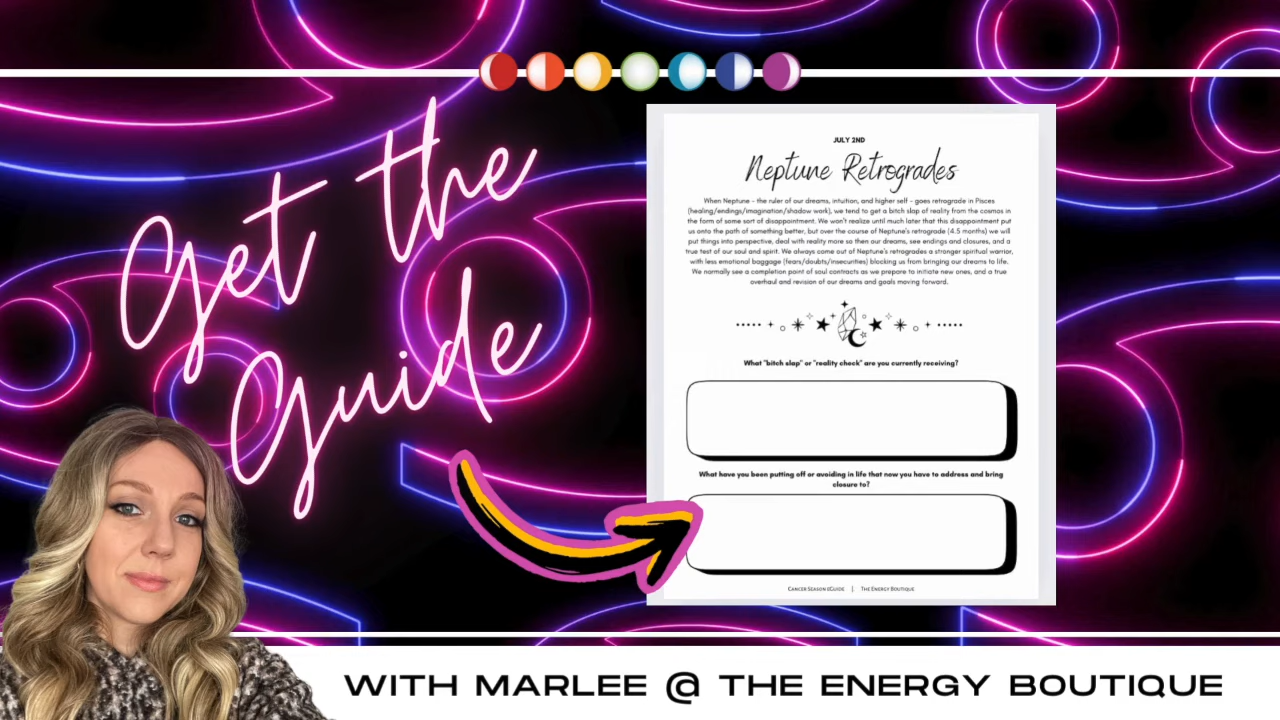 Get the
Guide
JULY 2ND
Neptune Retrogrades
When Neptune - the ruler of our dreams, intuition, and higher self - goes retrograde in Pisces
(healing/endings/imagination/shadow work), we tend to get a bitch slap of reality from the cosmos in
the form of some sort of disappointment. We won't realize until much later that this disappointment put
us onto the path of something better, but over the course of Neptune's retrograde (4.5 months) we will
put things into perspective, deal with reality more so then our dreams, see endings and closures, and a
true test of our soul and spirit. We always come out of Neptune's retrogrades a stronger spiritual warrior,
with less emotional baggage (fears/doubts/insecurities) blocking us from bringing our dreams to life.
We normally see a completion point of soul contracts as we prepare to initiate new ones, and a true
overhaul and revision of our dreams and goals moving forward.
What "bitch slap" or "reality check" are you currently receiving?
What have you been putting off or avoiding in life that now you have to address and bring
closure to?
Cancer Season eGuide | The Energy Boutique
WITH MARLEE @ THE ENERGY BOUTIQUE